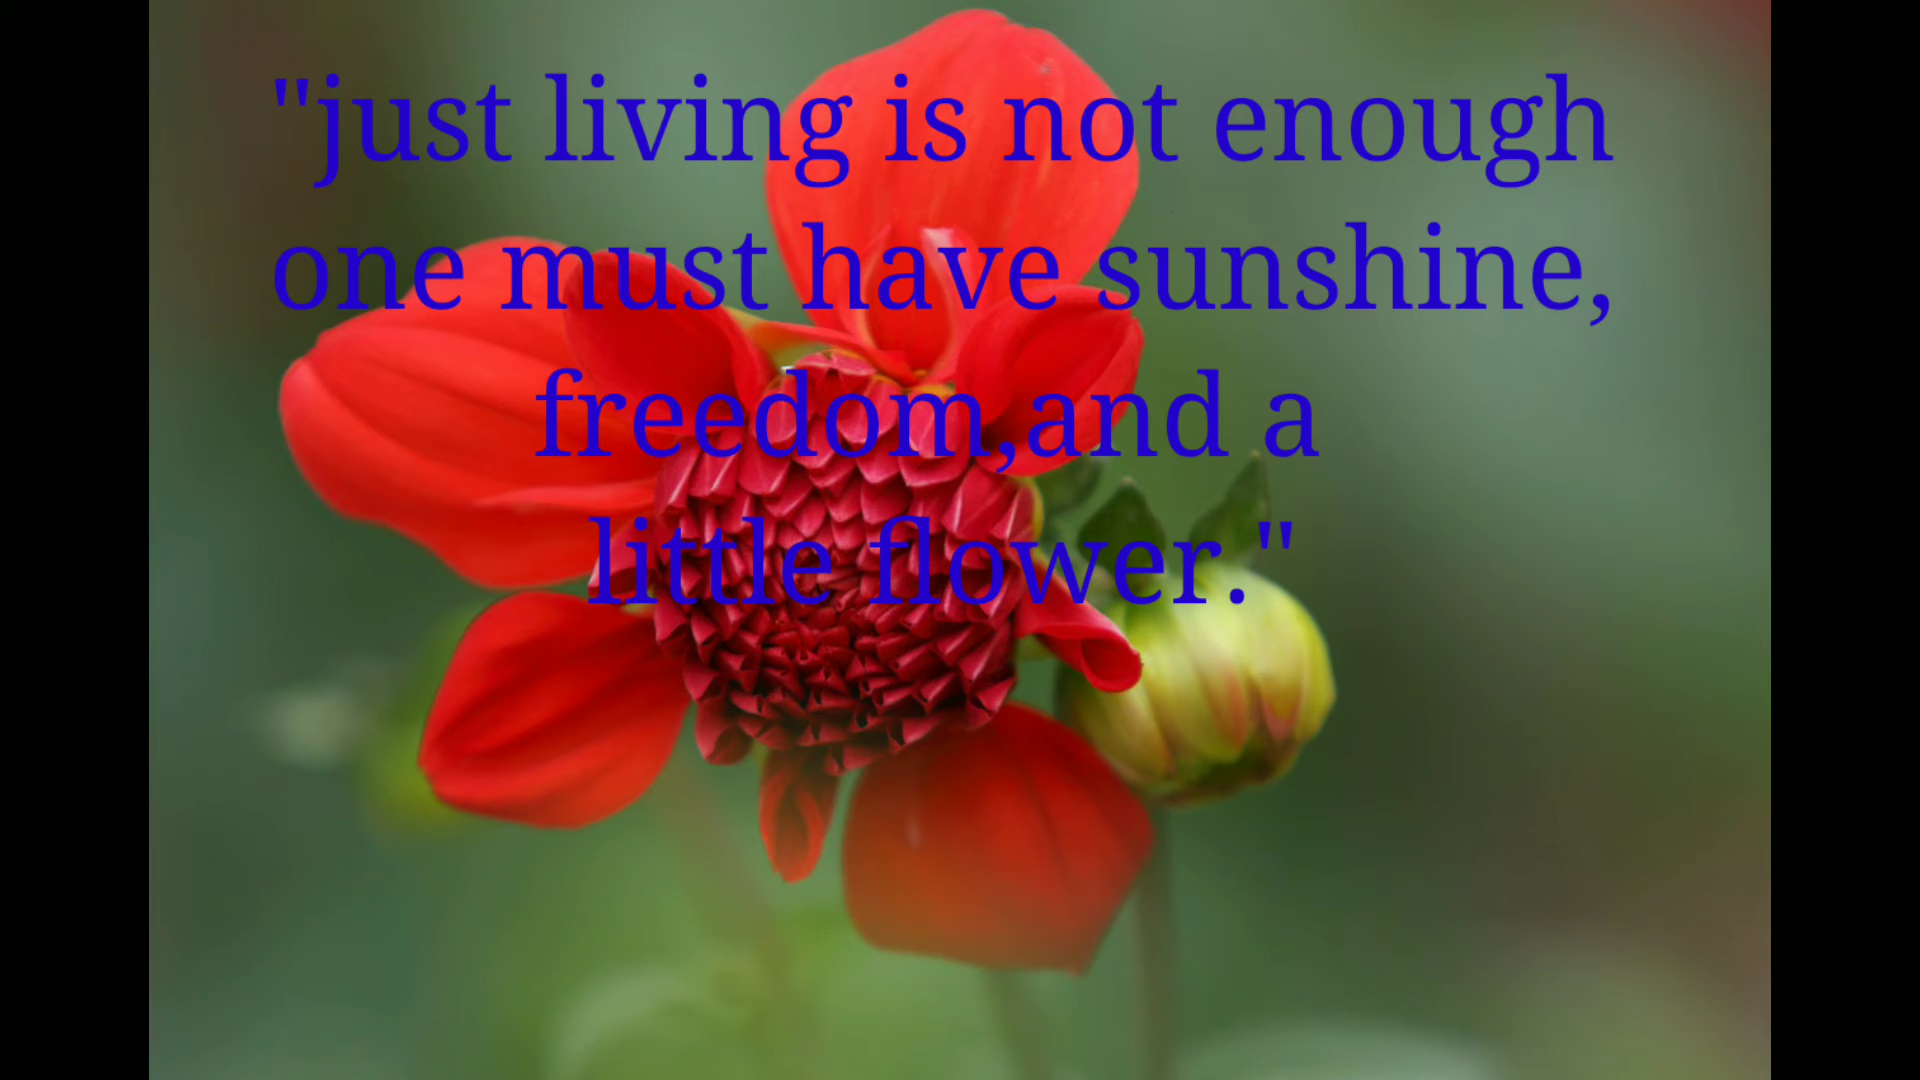 "just living is not enough
one must have sunshine,
freedom,and a
little flower."